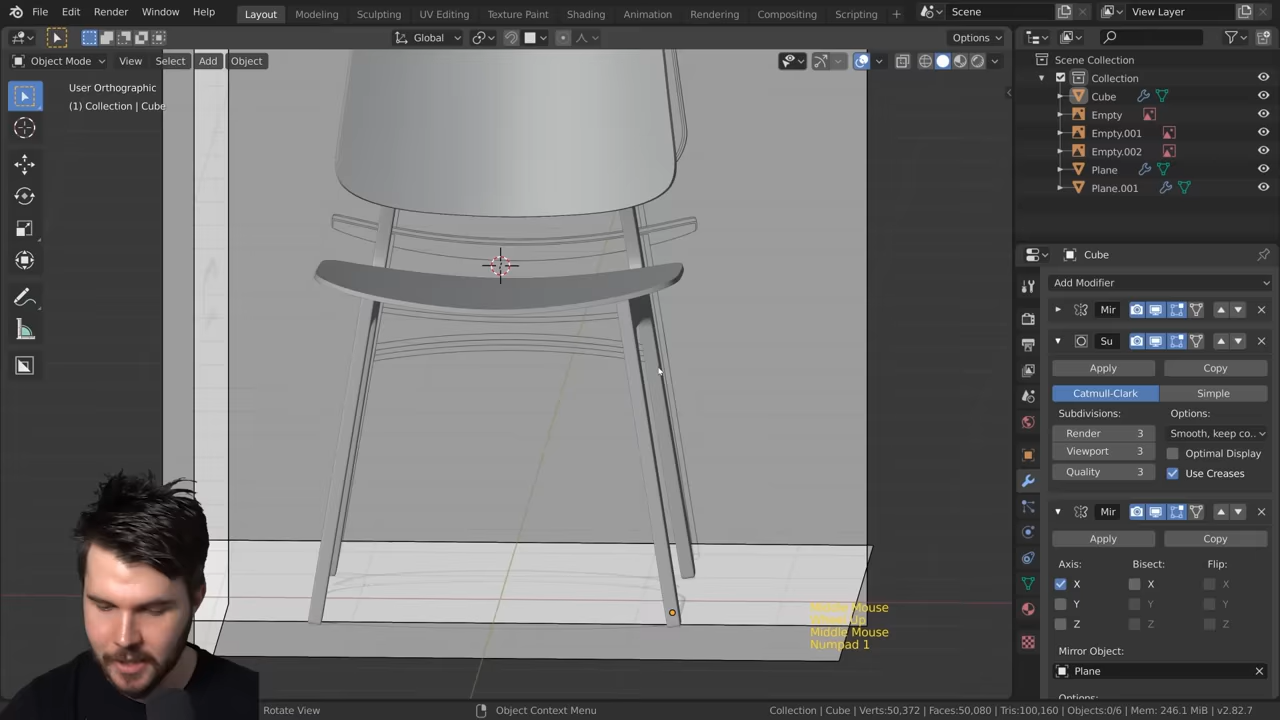 File Edit Render Window Help Layout Modeling Sculpting UV Editing Texture Paint Shading Animation Rendering Compositing Scripting + Scene View Layer
Global Options
Object Mode View Select Add Object
User Orthographic
(1) Collection | Cube
Scene Collection
Collection
Cube
Empty
Empty.001
Empty.002
Plane
Plane.001
Cube
Add Modifier
Mir
Su
Apply Copy
Catmull-Clark Simple
Subdivisions: Options:
Render 3 Smooth, keep co..
Viewport 3 Optimal Display
Quality 3 Use Creases
Mir
Apply Copy
Axis: Bisect: Flip:
X X X
Y Y Y
Z Z Z
Mirror Object:
Plane
Middle Mouse
Middle Mouse
Numpad 1
Rotate View Object Context Menu Collection | Cube | Verts:50,372 | Faces:50,080 | Tris:100,160 | Objects:0/6 | Mem: 246.1 MiB | v2.82.7